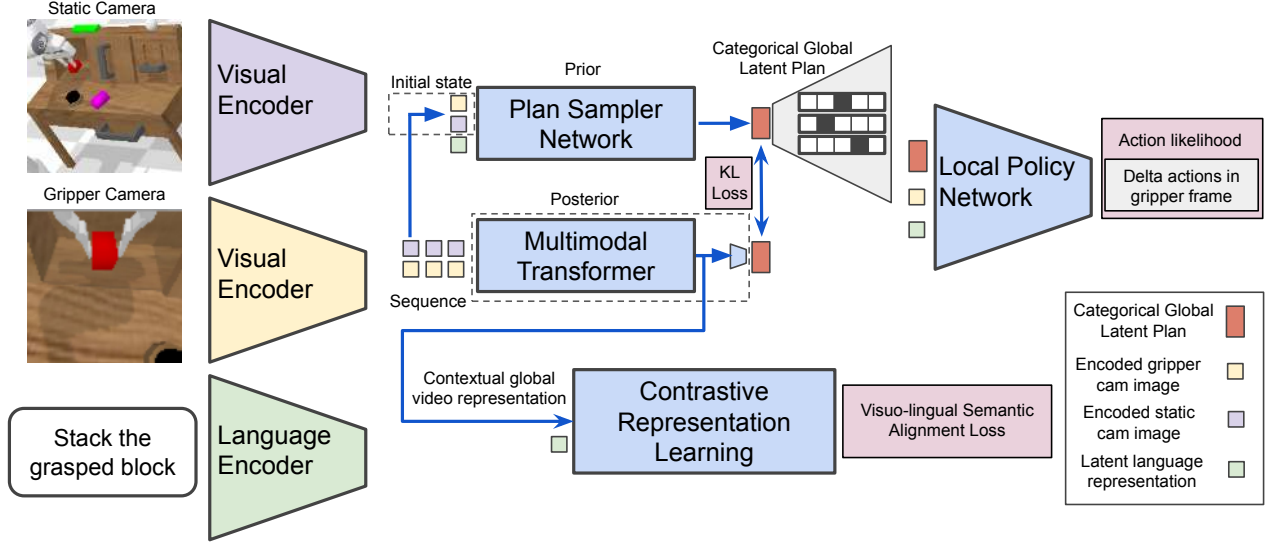 Static Camera
Visual
Encoder
Gripper Camera
Visual
Encoder
Stack the
grasped block
Language
Encoder
Initial state
Prior
Plan Sampler
Network
Categorical Global
Latent Plan
KL
Loss
Posterior
Multimodal
Transformer
Sequence
Local Policy
Network
Action likelihood
Delta actions in
gripper frame
Contextual global
video representation
Contrastive
Representation
Learning
Visuo-lingual Semantic
Alignment Loss
Categorical Global
Latent Plan
Encoded gripper
cam image
Encoded static
cam image
Latent language
representation